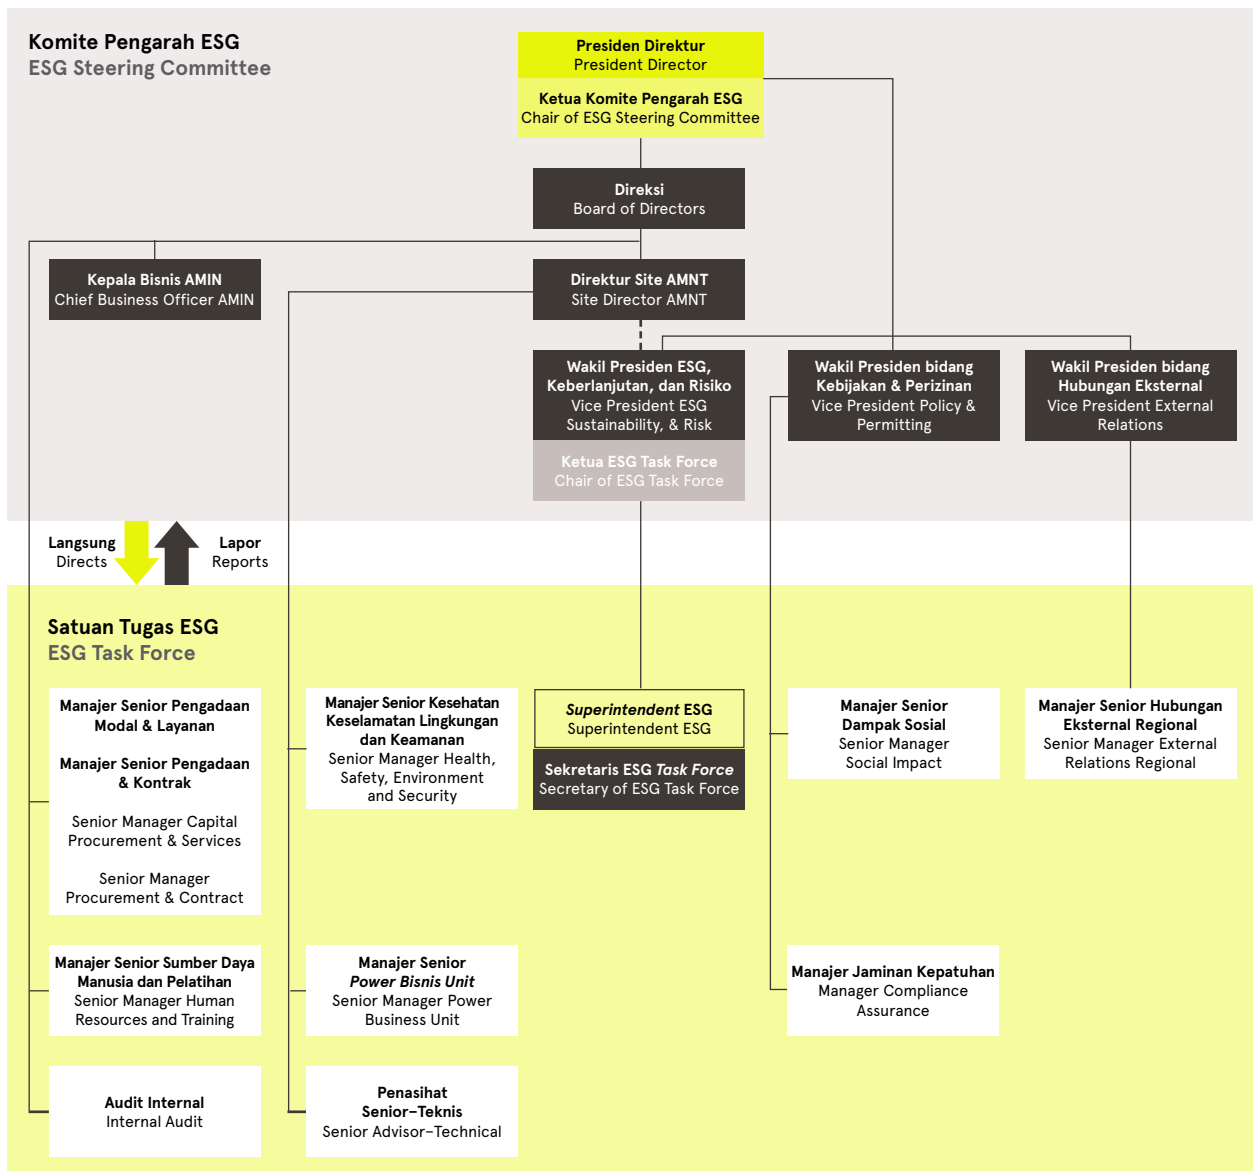 Komite Pengarah ESG
ESG Steering Committee
Presiden Direktur
President Director
Ketua Komite Pengarah ESG
Chair of ESG Steering Committee
Direksi
Board of Directors
Kepala Bisnis AMIN
Chief Business Officer AMIN
Direktur Site AMNT
Site Director AMNT
Wakil Presiden ESG,
Keberlanjutan, dan Risiko
Vice President ESG
Sustainability, & Risk
Ketua ESG Task Force
Chair of ESG Task Force
Wakil Presiden bidang
Kebijakan & Perizinan
Vice President Policy &
Permitting
Wakil Presiden bidang
Hubungan Eksternal
Vice President External
Relations
Langsung
Directs
Lapor
Reports
Satuan Tugas ESG
ESG Task Force
Manajer Senior Pengadaan
Modal & Layanan
Manajer Senior Pengadaan
& Kontrak
Senior Manager Capital
Procurement & Services
Senior Manager
Procurement & Contract
Manajer Senior Kesehatan
Keselamatan Lingkungan
dan Keamanan
Senior Manager Health,
Safety, Environment
and Security
Superintendent ESG
Superintendent ESG
Sekretaris ESG Task Force
Secretary of ESG Task Force
Manajer Senior
Dampak Sosial
Senior Manager
Social Impact
Manajer Senior Hubungan
Eksternal Regional
Senior Manager External
Relations Regional
Manajer Senior Sumber Daya
Manusia dan Pelatihan
Senior Manager Human
Resources and Training
Manajer Senior
Power Bisnis Unit
Senior Manager Power
Business Unit
Manajer Jaminan Kepatuhan
Manager Compliance
Assurance
Audit Internal
Internal Audit
Penasihat
Senior–Teknis
Senior Advisor–Technical